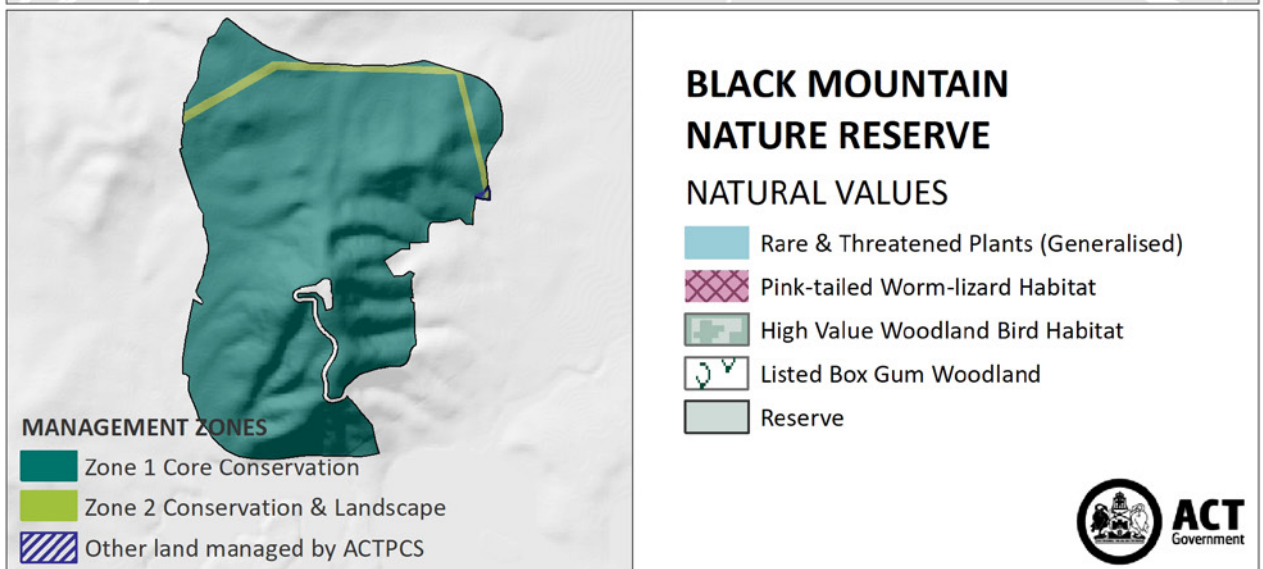 MANAGEMENT ZONES
Zone 1 Core Conservation
Zone 2 Conservation & Landscape
Other land managed by ACTPCS
BLACK MOUNTAIN
NATURE RESERVE
NATURAL VALUES
Rare & Threatened Plants (Generalised)
Pink-tailed Worm-lizard Habitat
High Value Woodland Bird Habitat
Listed Box Gum Woodland
Reserve
ACT
Government